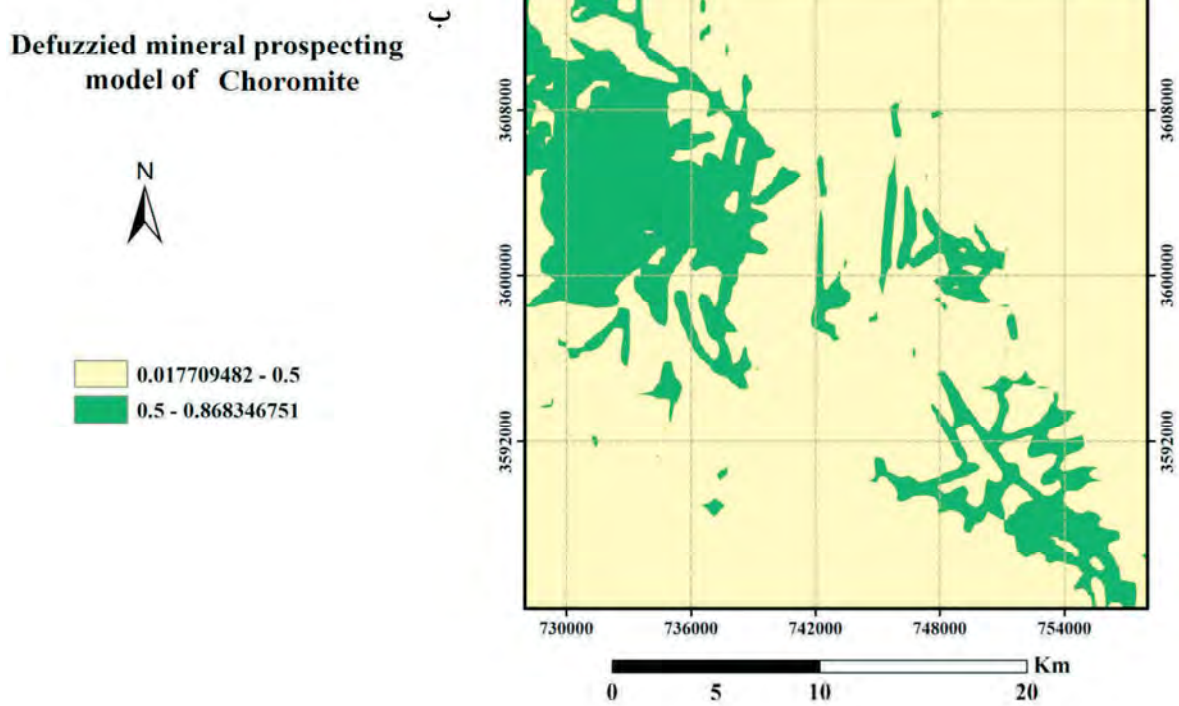 ب
Defuzzied mineral prospecting
model of Choromite
N
0.017709482 - 0.5
0.5 - 0.868346751
3608000
3600000
3592000
3608000
3600000
3592000
730000 736000 742000 748000 754000
Km
0 5 10 20